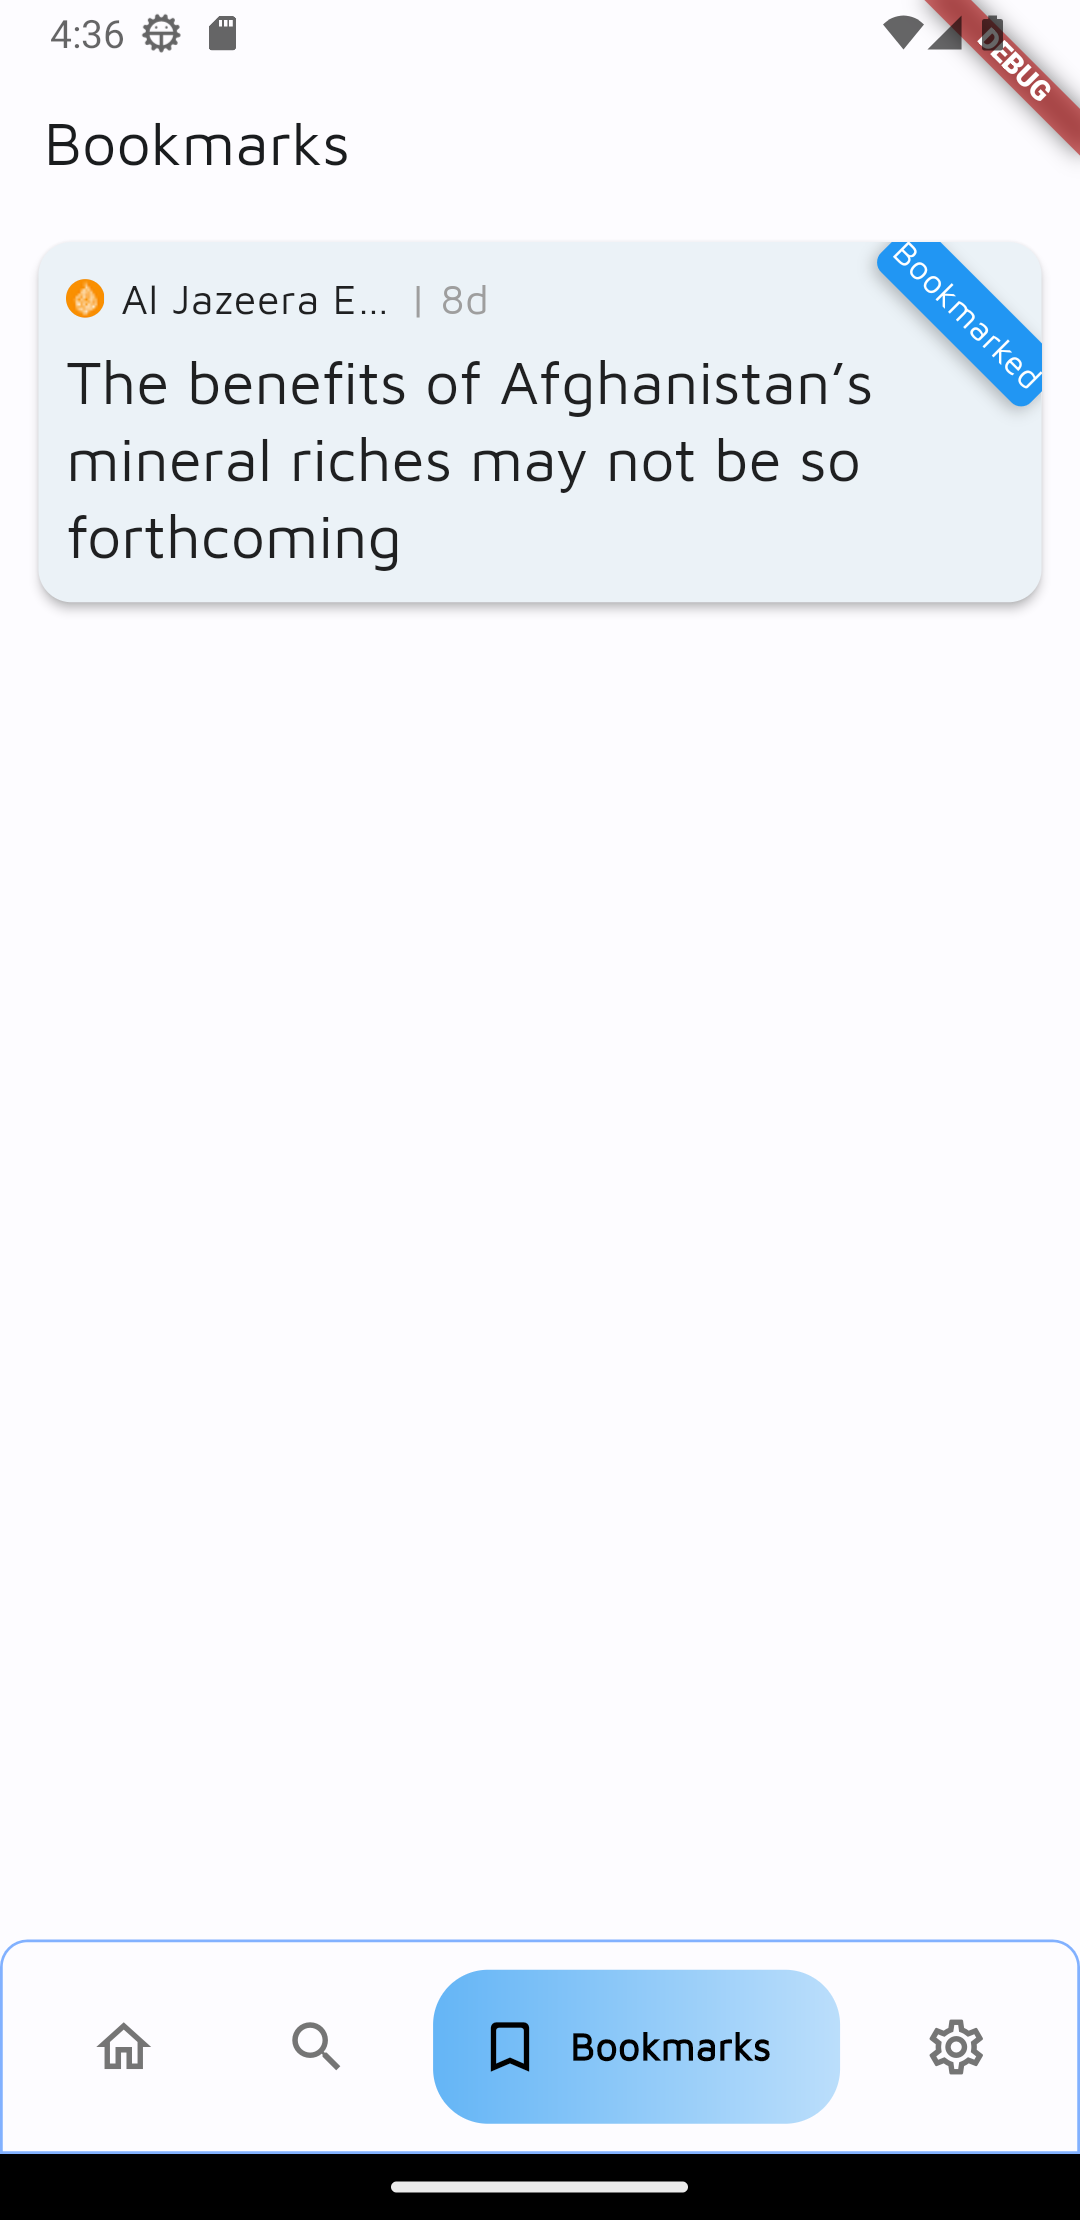 4:36
DEBUG
Bookmarks
Al Jazeera E... | 8d
Bookmarked
The benefits of Afghanistan’s
mineral riches may not be so
forthcoming
Bookmarks